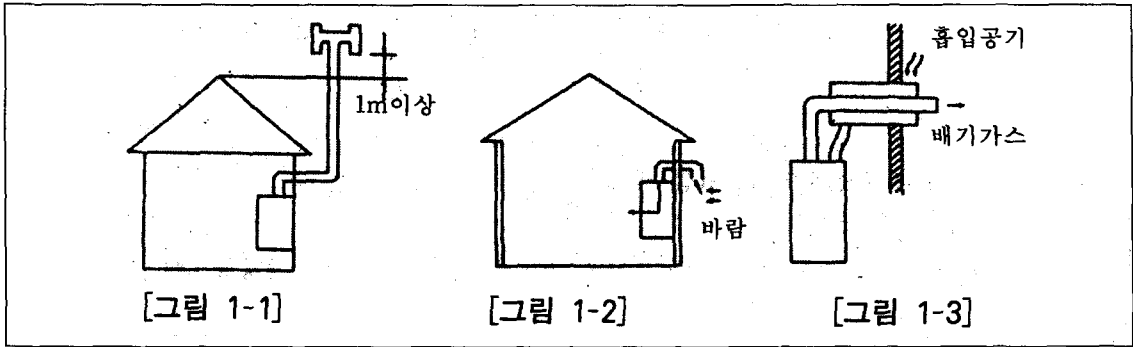 흡입공기
1m이상
배기가스
바람
[그림 1-1]
[그림 1-2]
[그림 1-3]